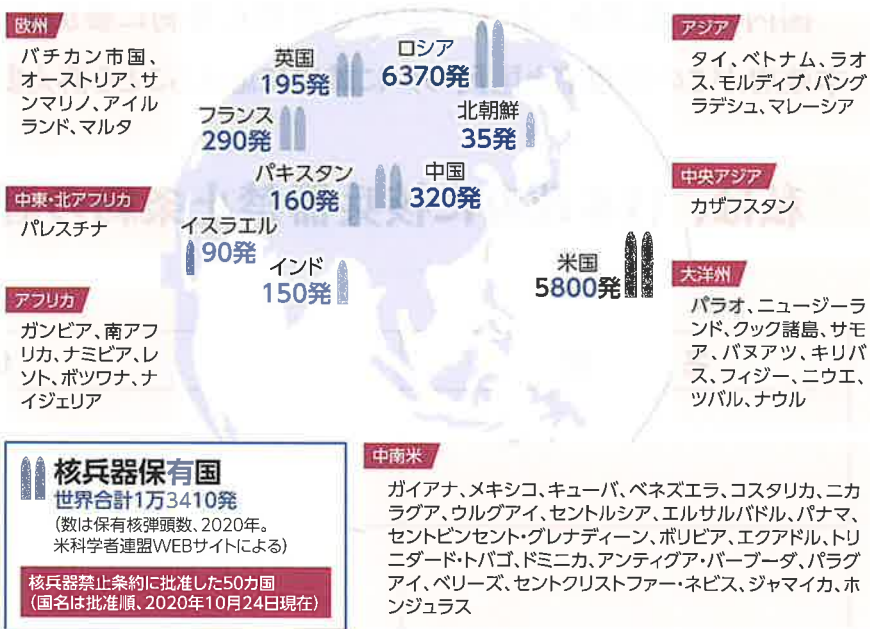 欧州
バチカン市国、
オーストリア、サ
ンマリノ、アイル
ランド、マルタ
中東・北アフリカ
パレスチナ
アフリカ
ガンビア、南アフ
リカ、ナミビア、レ
ソト、ボツワナ、ナ
イジェリア
英国
195発
ロシア
6370発
フランス
290発
北朝鮮
35発
パキスタン
160発
中国
320発
イスラエル
90発
インド
150発
米国
5800発
アジア
タイ、ベトナム、ラオ
ス、モルディブ、バング
ラデシュ、マレーシア
中央アジア
カザフスタン
大洋州
パラオ、ニュージーラ
ンド、クック諸島、サモ
ア、バヌアツ、キリバ
ス、フィジー、ニウエ、
ツバル、ナウル
核兵器保有国
世界合計1万3410発
(数は保有核弾頭数、2020年。
米科学者連盟WEBサイトによる)
核兵器禁止条約に批准した50カ国
(国名は批准順、2020年10月24日現在)
中南米
ガイアナ、メキシコ、キューバ、ベネズエラ、コスタリカ、ニカ
ラグア、ウルグアイ、セントルシア、エルサルバドル、パナマ、
セントビンセント・グレナディーン、ボリビア、エクアドル、トリ
ニダード・トバゴ、ドミニカ、アンティグア・バーブーダ、パラグ
アイ、ベリーズ、セントクリストファー・ネビス、ジャマイカ、ホ
ンジュラス